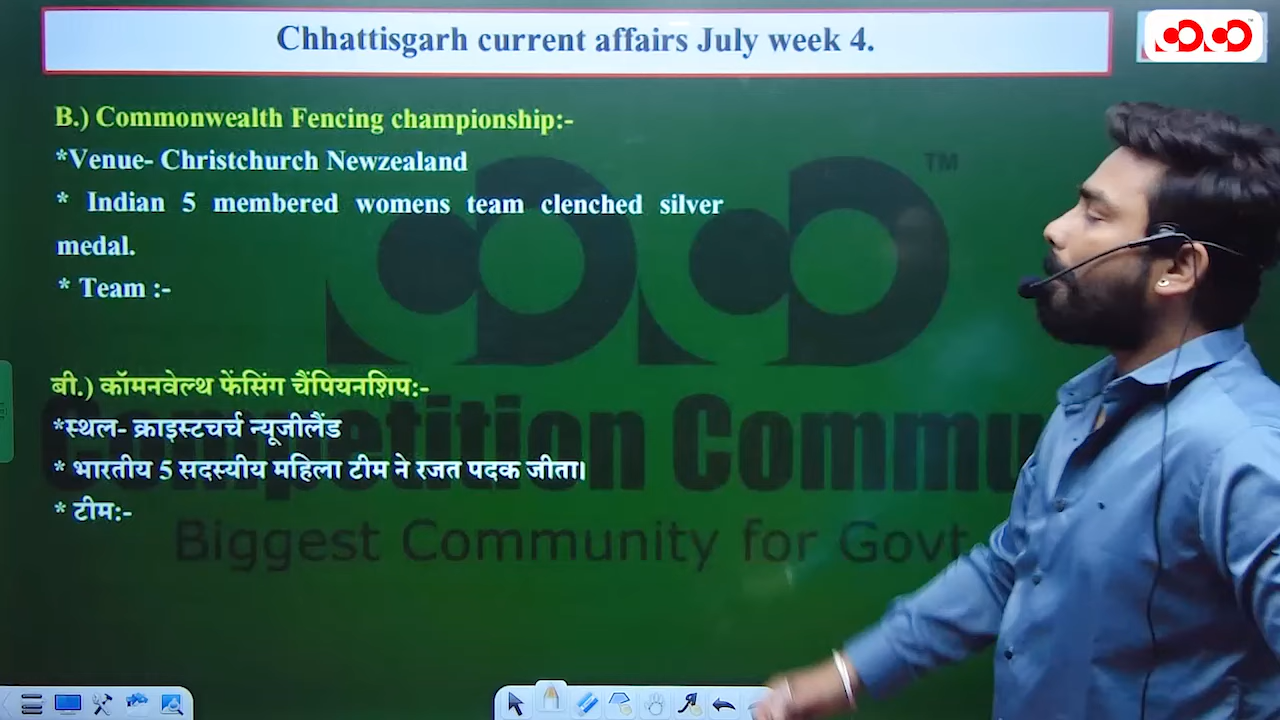 Chhattisgarh current affairs July week 4.
B.) Commonwealth Fencing championship:-
*Venue- Christchurch Newzealand
* Indian 5 membered womens team clenched silver
medal.
* Team :-
TM
बी.) कॉमनवेल्थ फेंसिंग चैंपियनशिप:-
*स्थल- क्राइस्टचर्च न्यूजीलैंड
* भारतीय 5 सदस्यीय महिला टीम ने रजत पदक जीता।
* टीम:-
Competition Commu
Biggest Community for Govt